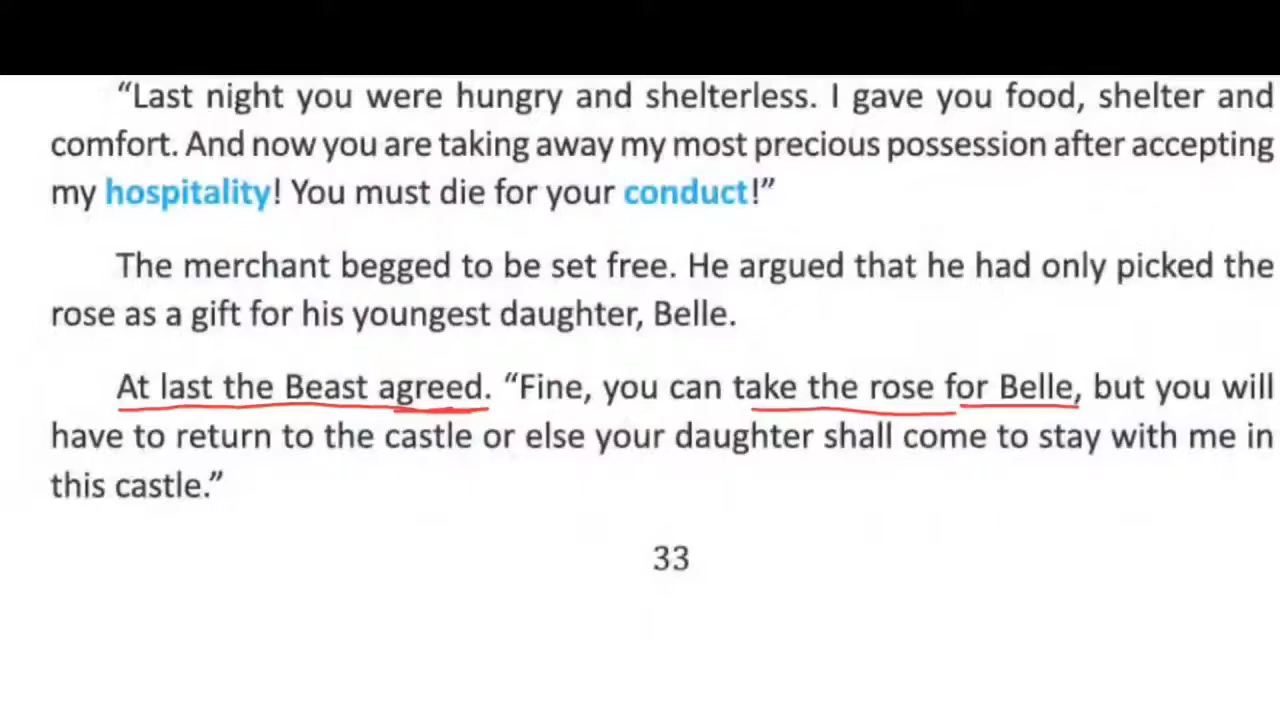 “Last night you were hungry and shelterless. I gave you food, shelter and
comfort. And now you are taking away my most precious possession after accepting
my hospitality! You must die for your conduct!”
The merchant begged to be set free. He argued that he had only picked the
rose as a gift for his youngest daughter, Belle.
At last the Beast agreed. “Fine, you can take the rose for Belle, but you will
have to return to the castle or else your daughter shall come to stay with me in
this castle.”
33